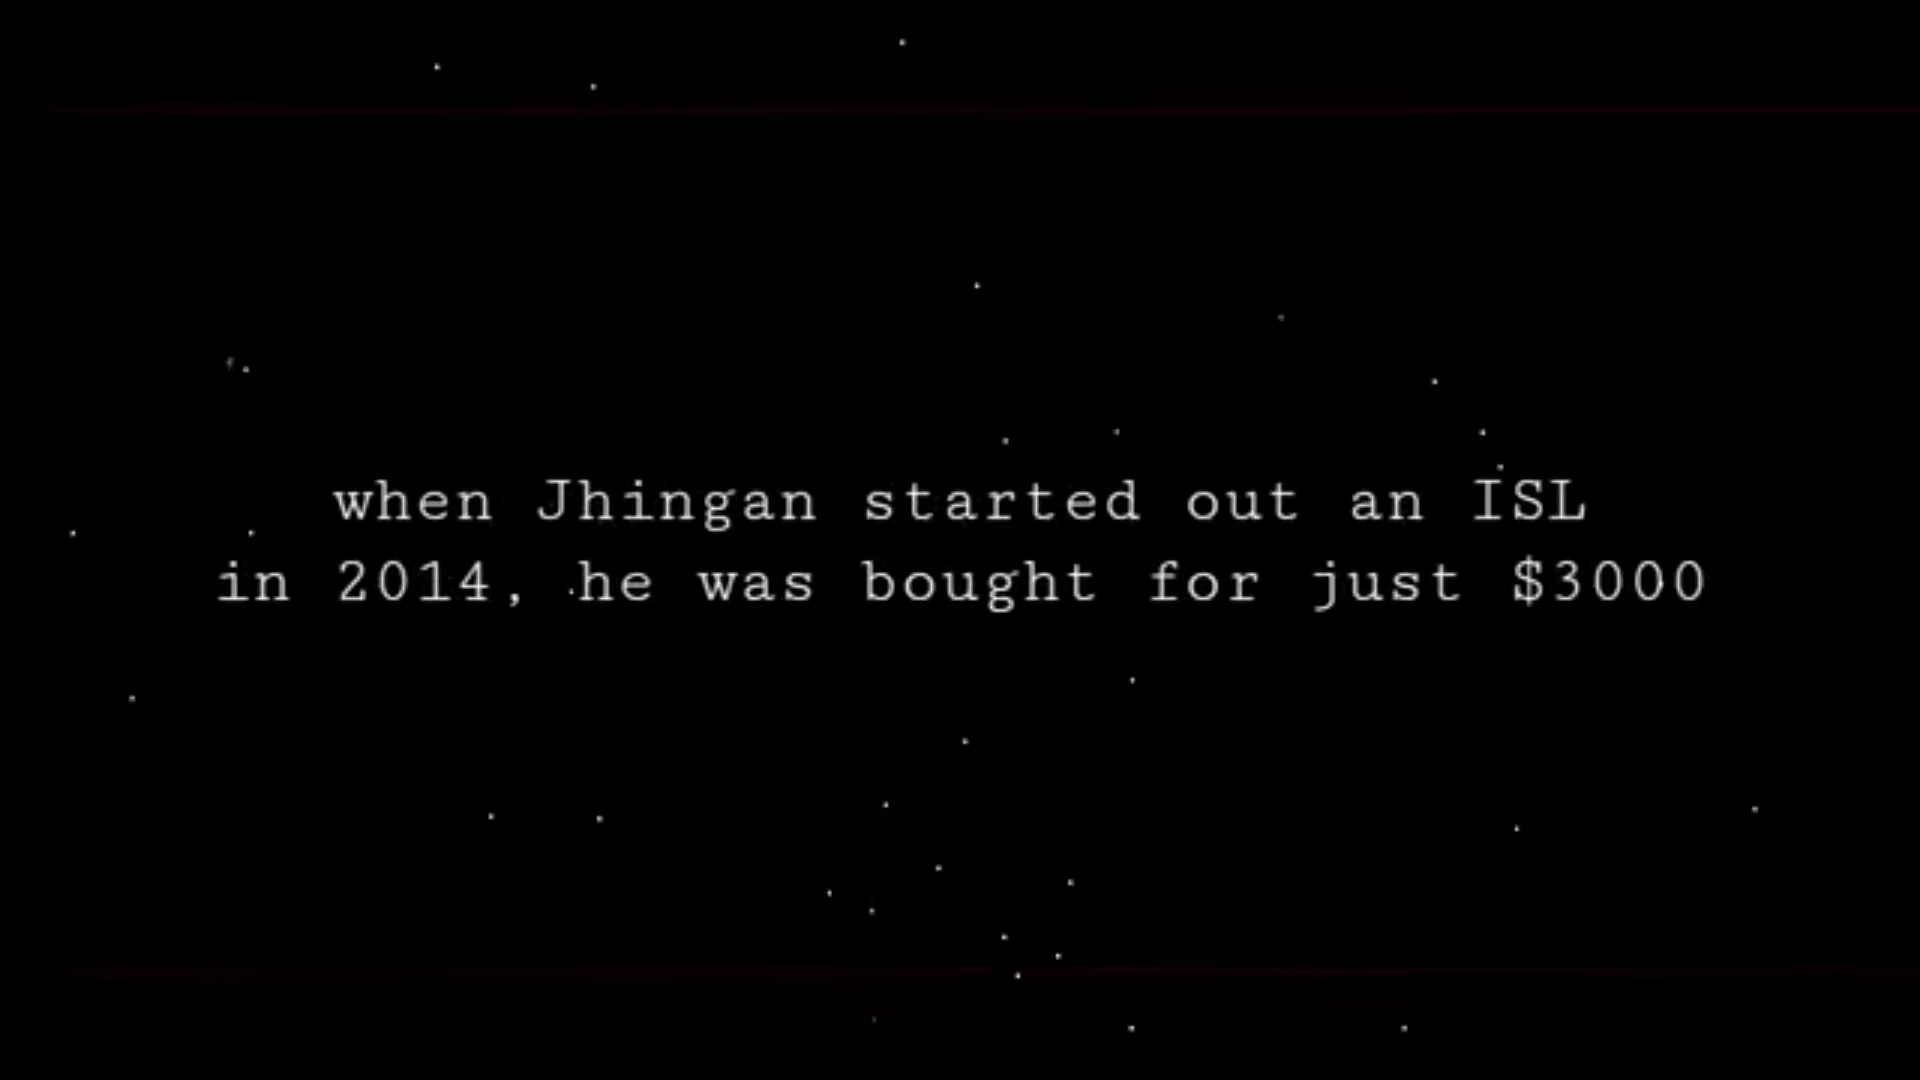 when Jhingan started out an ISL
in 2014, he was bought for just $3000